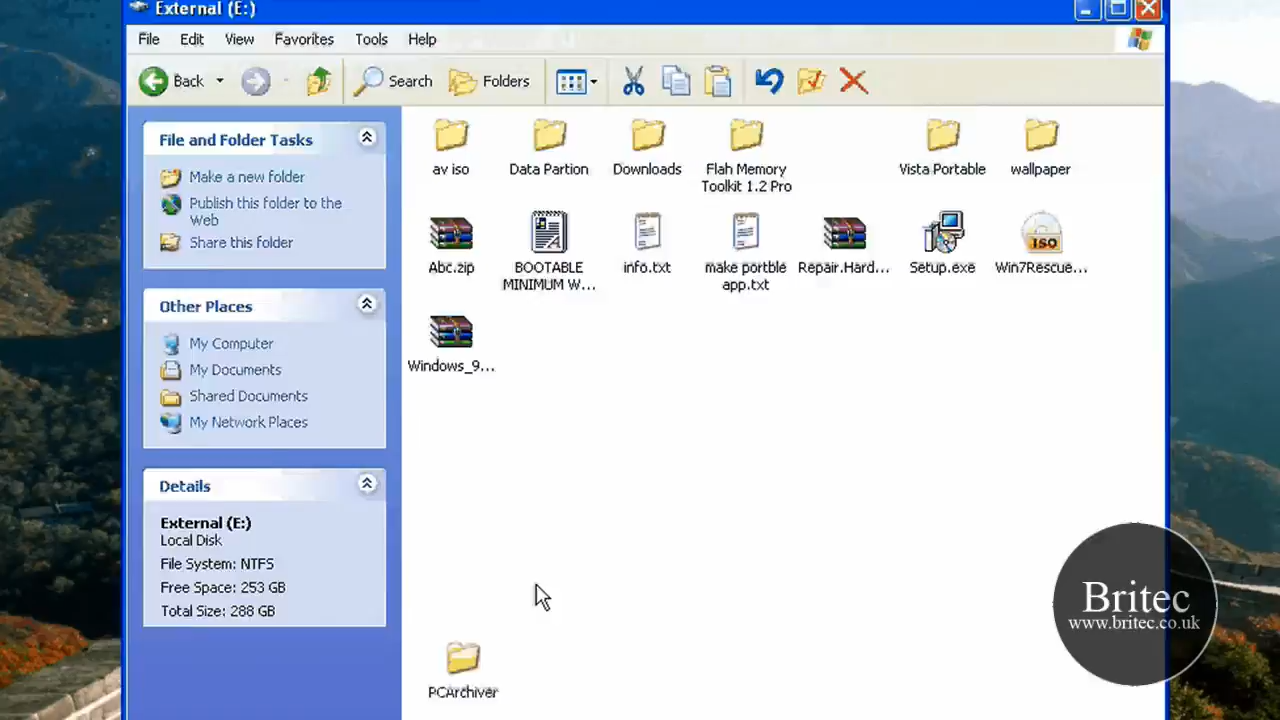 External (E:)
File Edit View Favorites Tools Help
Back Search Folders
File and Folder Tasks
Make a new folder
Publish this folder to the
Web
Share this folder
Other Places
My Computer
My Documents
Shared Documents
My Network Places
Details
External (E:)
Local Disk
File System: NTFS
Free Space: 253 GB
Total Size: 288 GB
av iso
Data Partion
Downloads
Flah Memory
Toolkit 1.2 Pro
Vista Portable
wallpaper
Abc.zip
BOOTABLE
MINIMUM W...
info.txt
make portble
app.txt
Repair.Hard...
Setup.exe
ISO
Win7Rescue...
Windows_9...
PCArchiver
Britec
www.britec.co.uk